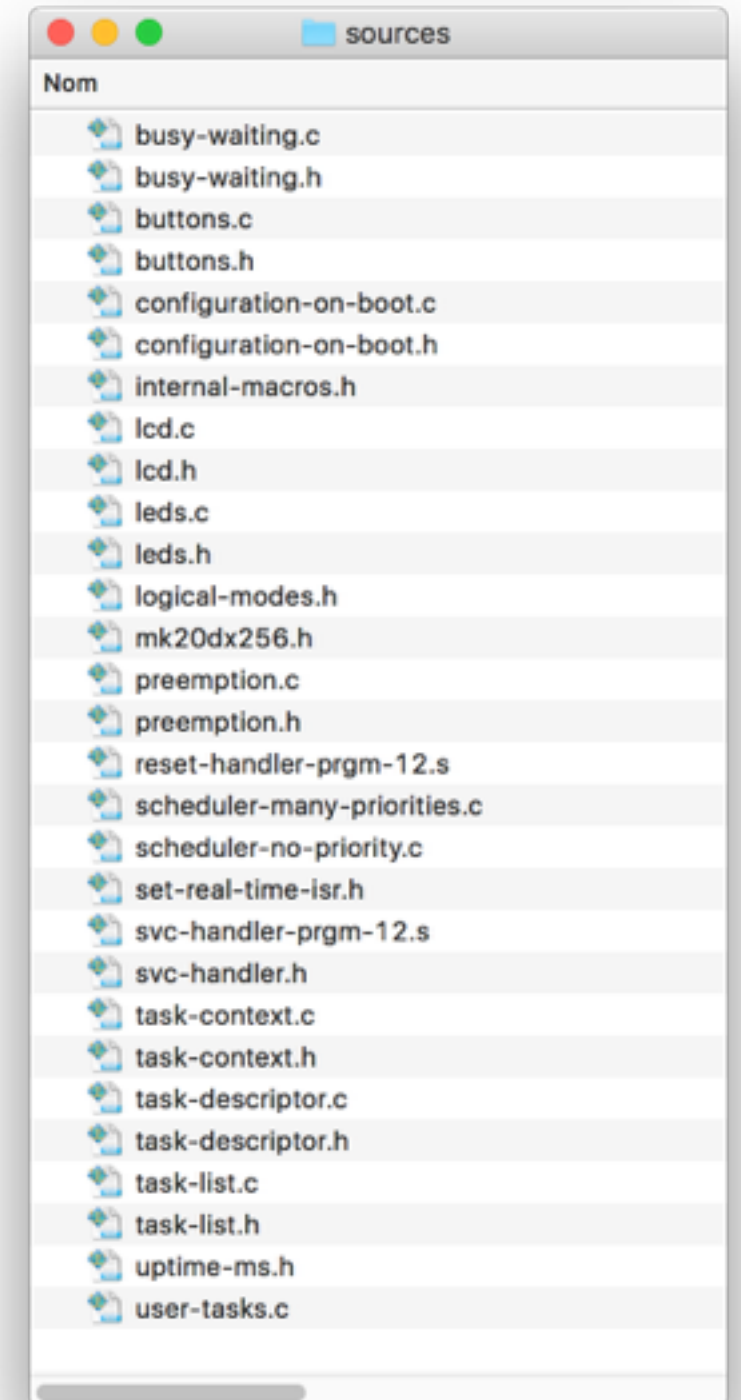 sources
Nom
busy-waiting.c
busy-waiting.h
buttons.c
buttons.h
configuration-on-boot.c
configuration-on-boot.h
internal-macros.h
lcd.c
lcd.h
leds.c
leds.h
logical-modes.h
mk20dx256.h
preemption.c
preemption.h
reset-handler-prgm-12.s
scheduler-many-priorities.c
scheduler-no-priority.c
set-real-time-isr.h
svc-handler-prgm-12.s
svc-handler.h
task-context.c
task-context.h
task-descriptor.c
task-descriptor.h
task-list.c
task-list.h
uptime-ms.h
user-tasks.c